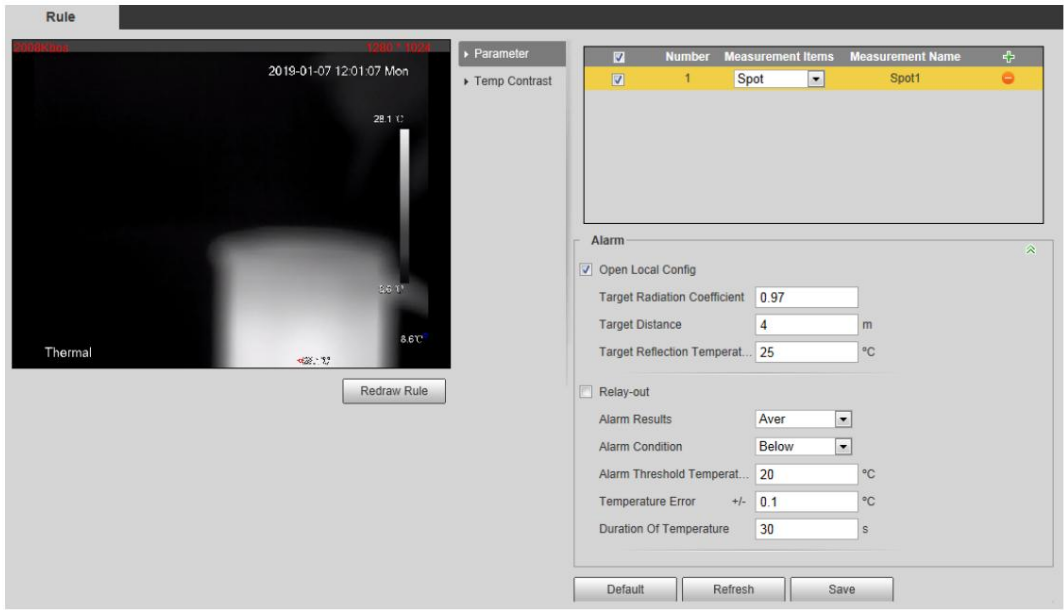 Rule
1280 * 1024
2019-01-07 12:01:07 Mon
28.1 ℃
8.6℃
Thermal
Redraw Rule
Parameter
Temp Contrast
Number Measurement Items Measurement Name
1 Spot Spot1
Alarm
Open Local Config
Target Radiation Coefficient 0.97
Target Distance 4 m
Target Reflection Temperat... 25 °C
Relay-out
Alarm Results Aver
Alarm Condition Below
Alarm Threshold Temperat... 20 °C
Temperature Error +/- 0.1 °C
Duration Of Temperature 30 s
Default Refresh Save